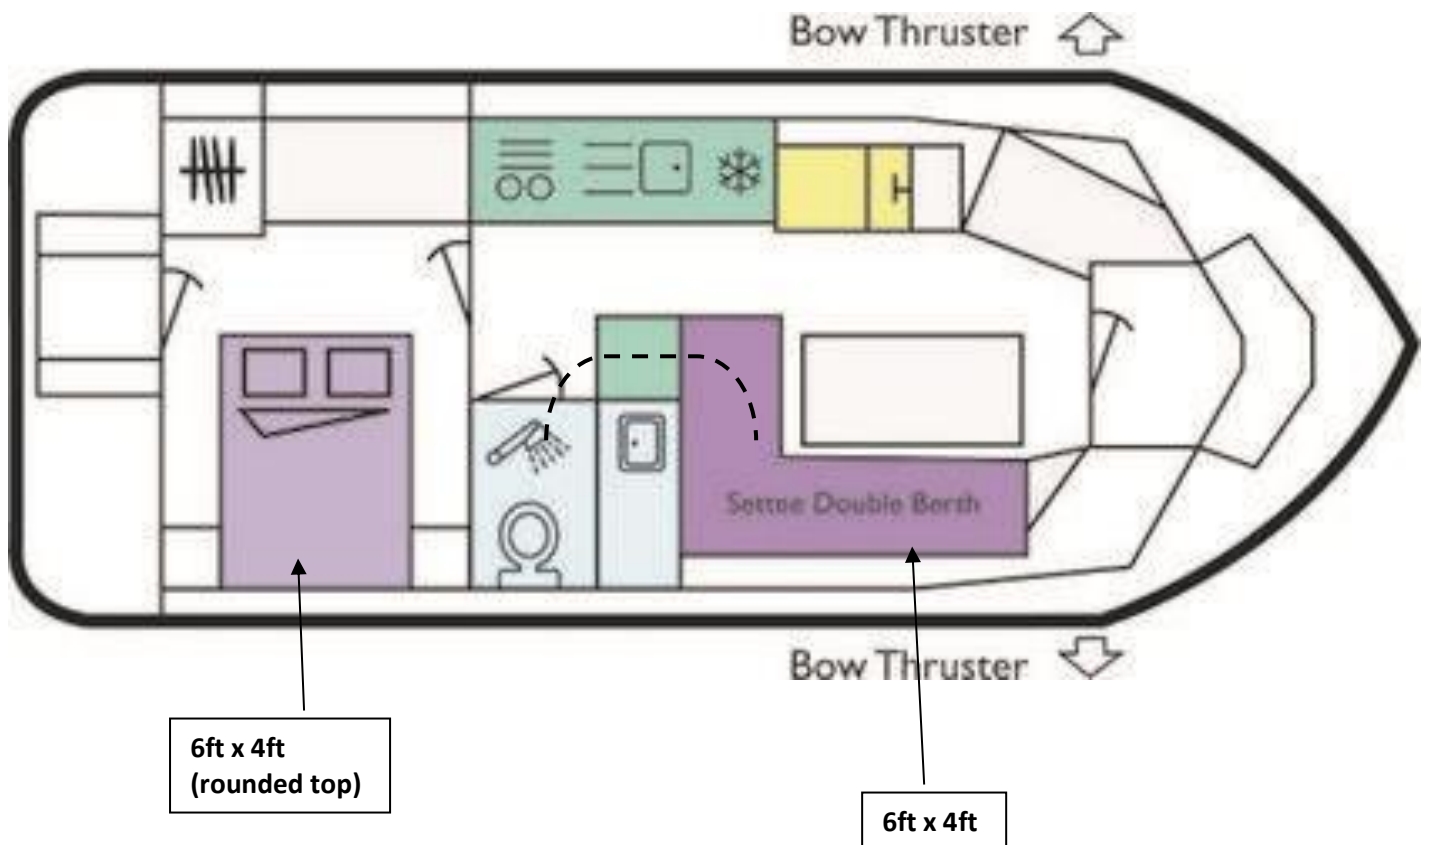 Bow Thruster
Settee Double Berth
Bow Thruster
6ft x 4ft
(rounded top)
6ft x 4ft